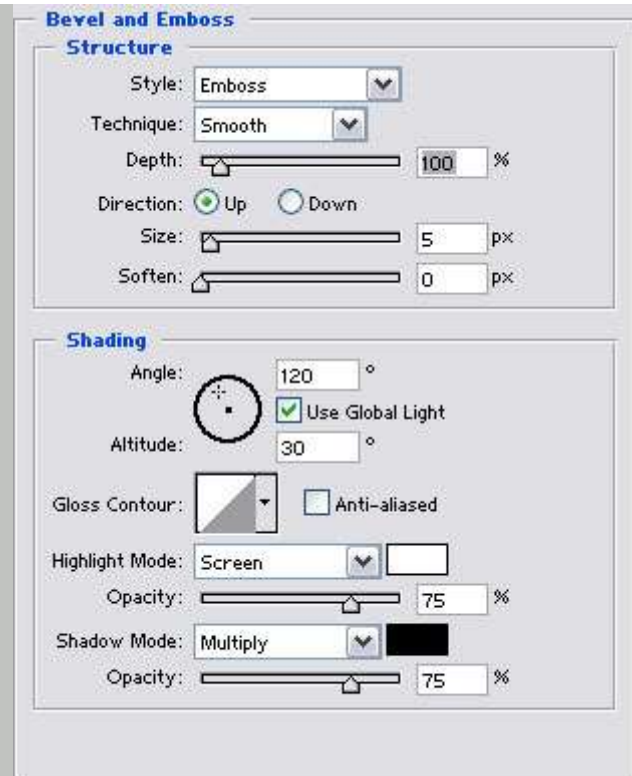 Bevel and Emboss
Structure
Style: Emboss
Technique: Smooth
Depth: 100 %
Direction: Up Down
Size: 5 px
Soften: 0 px
Shading
Angle: 120 °
Use Global Light
Altitude: 30 °
Gloss Contour: Anti-aliased
Highlight Mode: Screen
Opacity: 75 %
Shadow Mode: Multiply
Opacity: 75 %